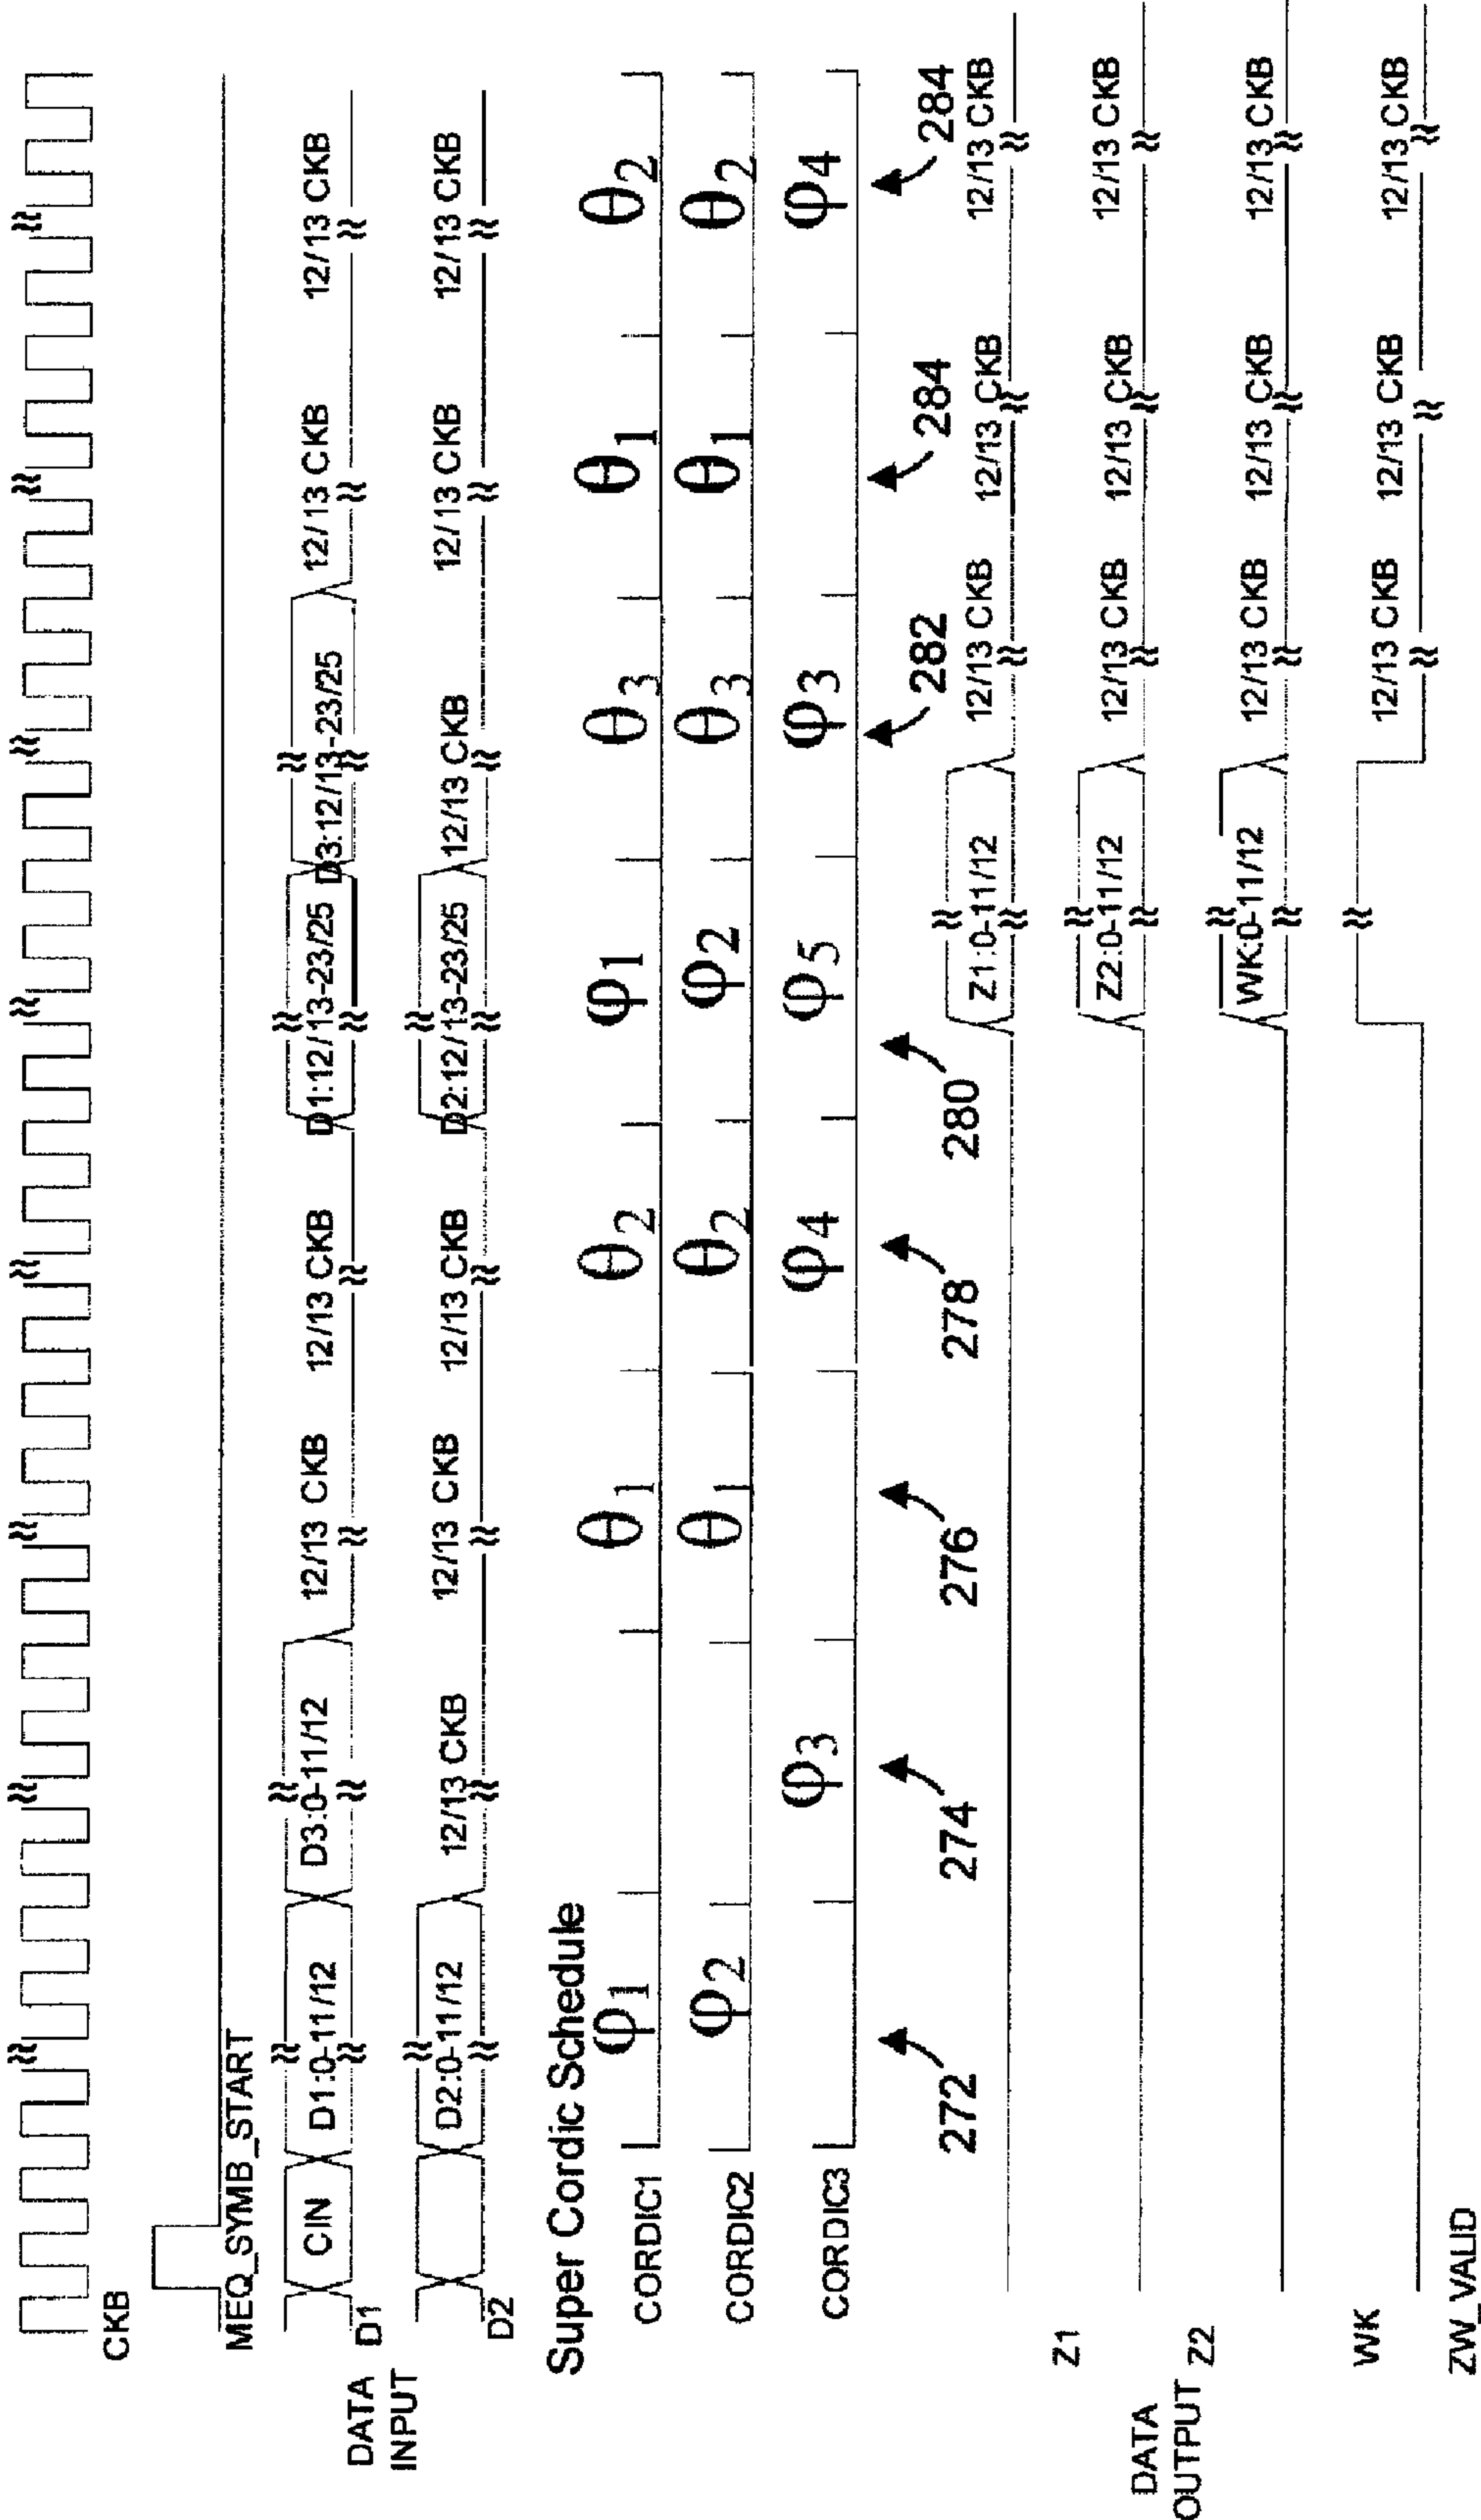 CKB
MEQ_SYMB_START
DATA INPUT
D1
CIN
D1:0-11/12
D3:0-11/12
12/13 CKB
12/13 CKB
D1:12/13-23/25
D3:12/13-23/25
12/13 CKB
12/13 CKB
D2
D2:0-11/12
12/13 CKB
12/13 CKB
12/13 CKB
D2:12/13-23/25
12/13 CKB
12/13 CKB
12/13 CKB
Super Cordic Schedule
CORDIC1
φ1
θ1
θ2
φ1
θ3
θ1
θ2
CORDIC2
φ2
θ1
θ2
φ2
θ3
θ1
θ2
CORDIC3
φ3
φ4
φ5
φ3
φ4
272
274
276
278
280
282
284
284
DATA OUTPUT
Z1
Z1:0-11/12
12/13 CKB
12/13 CKB
12/13 CKB
Z2
Z2:0-11/12
12/13 CKB
12/13 CKB
12/13 CKB
WK
WK:0-11/12
12/13 CKB
12/13 CKB
12/13 CKB
ZW_VALID
12/13 CKB
12/13 CKB
12/13 CKB